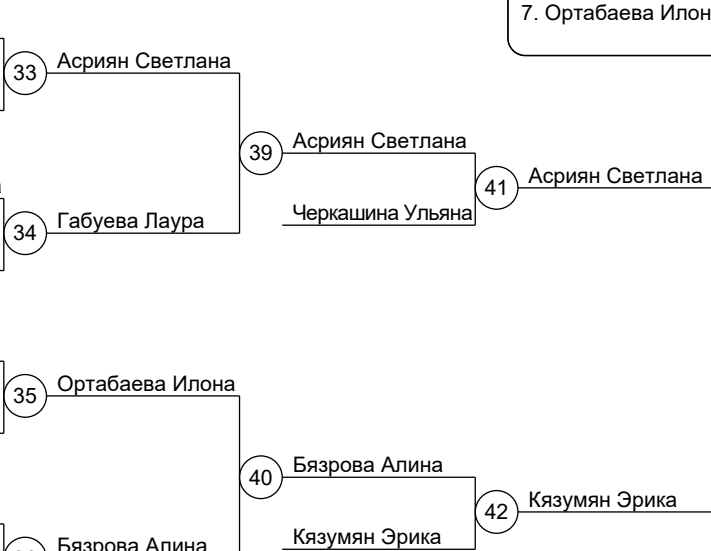 7. Ортабаева Илон
33 Асриян Светлана
39 Асриян Светлана
41 Асриян Светлана
Черкашина Ульяна
34 Габуева Лаура
35 Ортабаева Илона
40 Бязрова Алина
42 Кязумян Эрика
Кязумян Эрика
Бязрова Алина